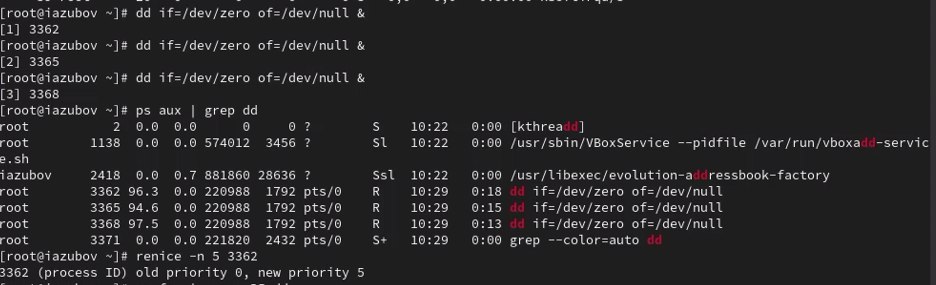 [root@iazubov ~]# dd if=/dev/zero of=/dev/null &
[1] 3362
[root@iazubov ~]# dd if=/dev/zero of=/dev/null &
[2] 3365
[root@iazubov ~]# dd if=/dev/zero of=/dev/null &
[3] 3368
[root@iazubov ~]# ps aux | grep dd
root           2  0.0  0.0      0     0 ?        S    10:22   0:00 [kthreadd]
root        1138  0.0  0.0 574012  3456 ?        Sl   10:22   0:00 /usr/sbin/VBoxService --pidfile /var/run/vboxadd-servic
e.sh
iazubov     2418  0.0  0.7 881860 28636 ?        Ssl  10:22   0:00 /usr/libexec/evolution-addressbook-factory
root        3362 96.3  0.0 220988  1792 pts/0    R    10:29   0:18 dd if=/dev/zero of=/dev/null
root        3365 94.6  0.0 220988  1792 pts/0    R    10:29   0:15 dd if=/dev/zero of=/dev/null
root        3368 97.5  0.0 220988  1792 pts/0    R    10:29   0:13 dd if=/dev/zero of=/dev/null
root        3371  0.0  0.0 221820  2432 pts/0    S+   10:29   0:00 grep --color=auto dd
[root@iazubov ~]# renice -n 5 3362
3362 (process ID) old priority 0, new priority 5